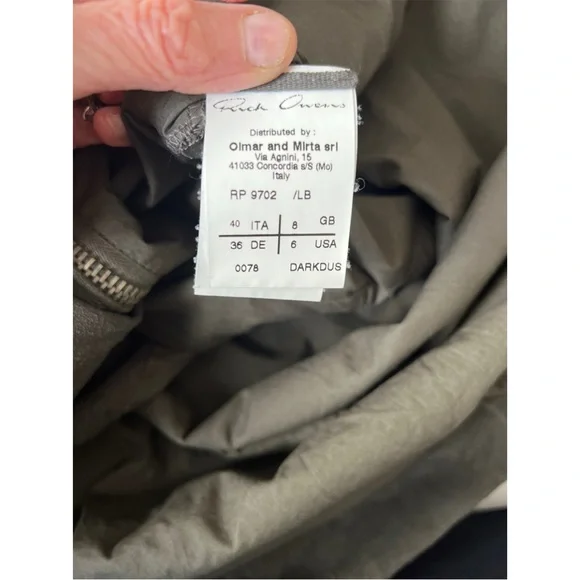 Rick Owens
Distributed by :
Olmar and Mirta srl
Via Agnini, 15
41033 Concordia s/S (Mo)
Italy
RP 9702 /LB
40 ITA 8 GB
36 DE 6 USA
0078 DARKDUS